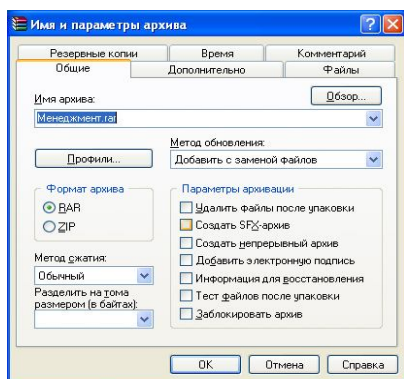 Имя и параметры архива
Резервные копии Время Комментарий
Общие Дополнительно Файлы
Имя архива: Обзор...
Менеджмент.rar
Метод обновления:
Профили... Добавить с заменой файлов
Формат архива Параметры архивации
RAR Удалить файлы после упаковки
ZIP Создать SFX-архив
Создать непрерывный архив
Метод сжатия: Добавить электронную подпись
Обычный Информация для восстановления
Разделить на тома Тест файлов после упаковки
размером (в байтах): Заблокировать архив
OK Отмена Справка